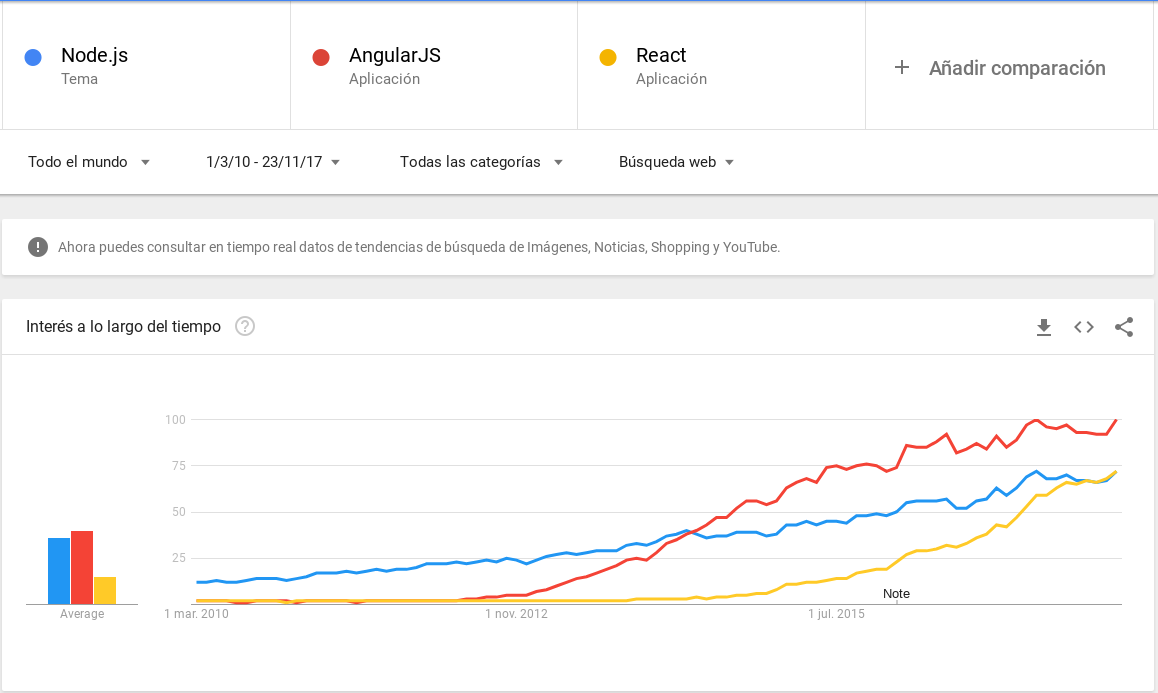 Node.js
Tema
AngularJS
Aplicación
React
Aplicación
+ Añadir comparación
Todo el mundo
1/3/10 - 23/11/17
Todas las categorías
Búsqueda web
Ahora puedes consultar en tiempo real datos de tendencias de búsqueda de Imágenes, Noticias, Shopping y YouTube.
Interés a lo largo del tiempo ?
100
75
50
25
Note
Average
1 mar. 2010
1 nov. 2012
1 jul. 2015